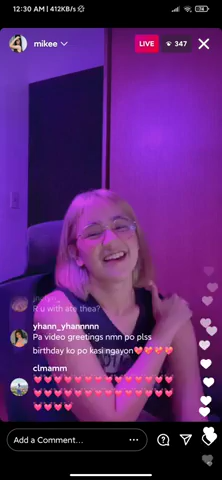 12:30 AM | 412KB/s
mikee
LIVE
347
R u with ate thea?
yhann_yhannnnn
Pa video greetings nmn po plss
birthday ko po kasi ngayon💓💓💓💓
clmamm
💓💓💓💓💓💓💓💓💓💓💓💓💓
💓💓💓💓💓💓💓💓💓💓💓💓💓
💓💓💓💓
Add a Comment...